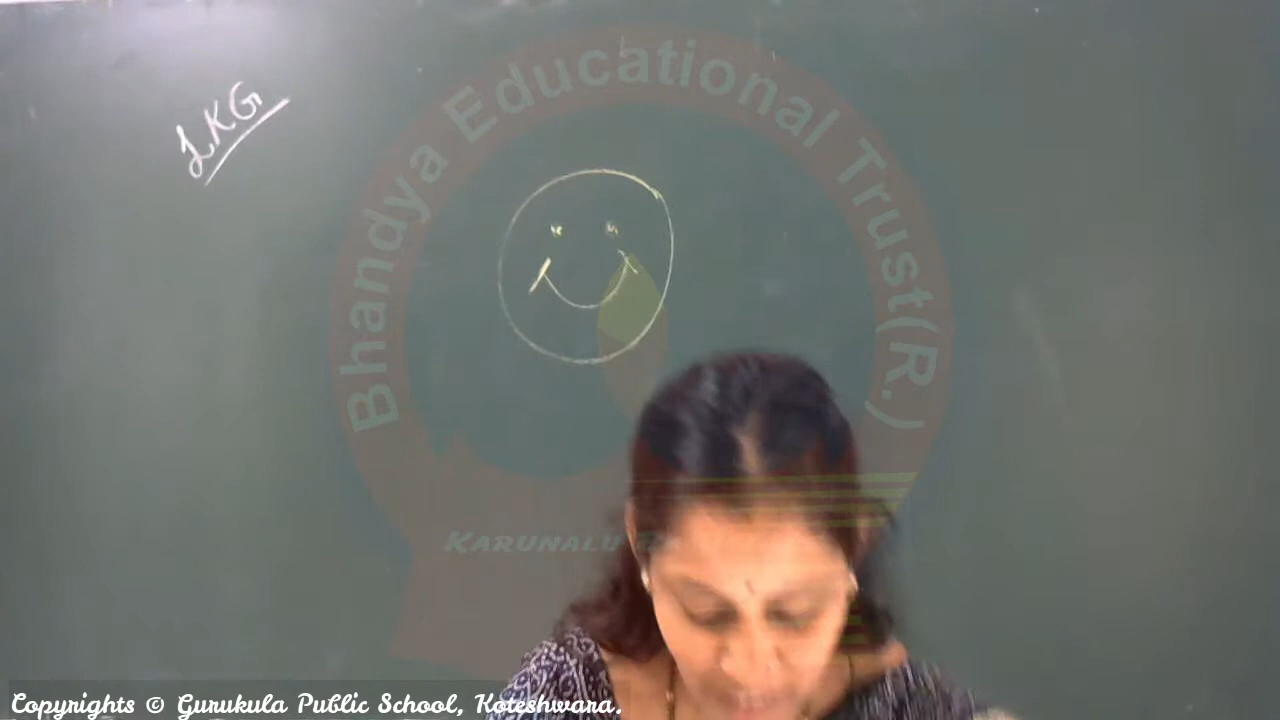 LKG
Bhandya Educational Trust(R.)
KARUNALU
Copyrights © Gurukula Public School, Koteshwara.